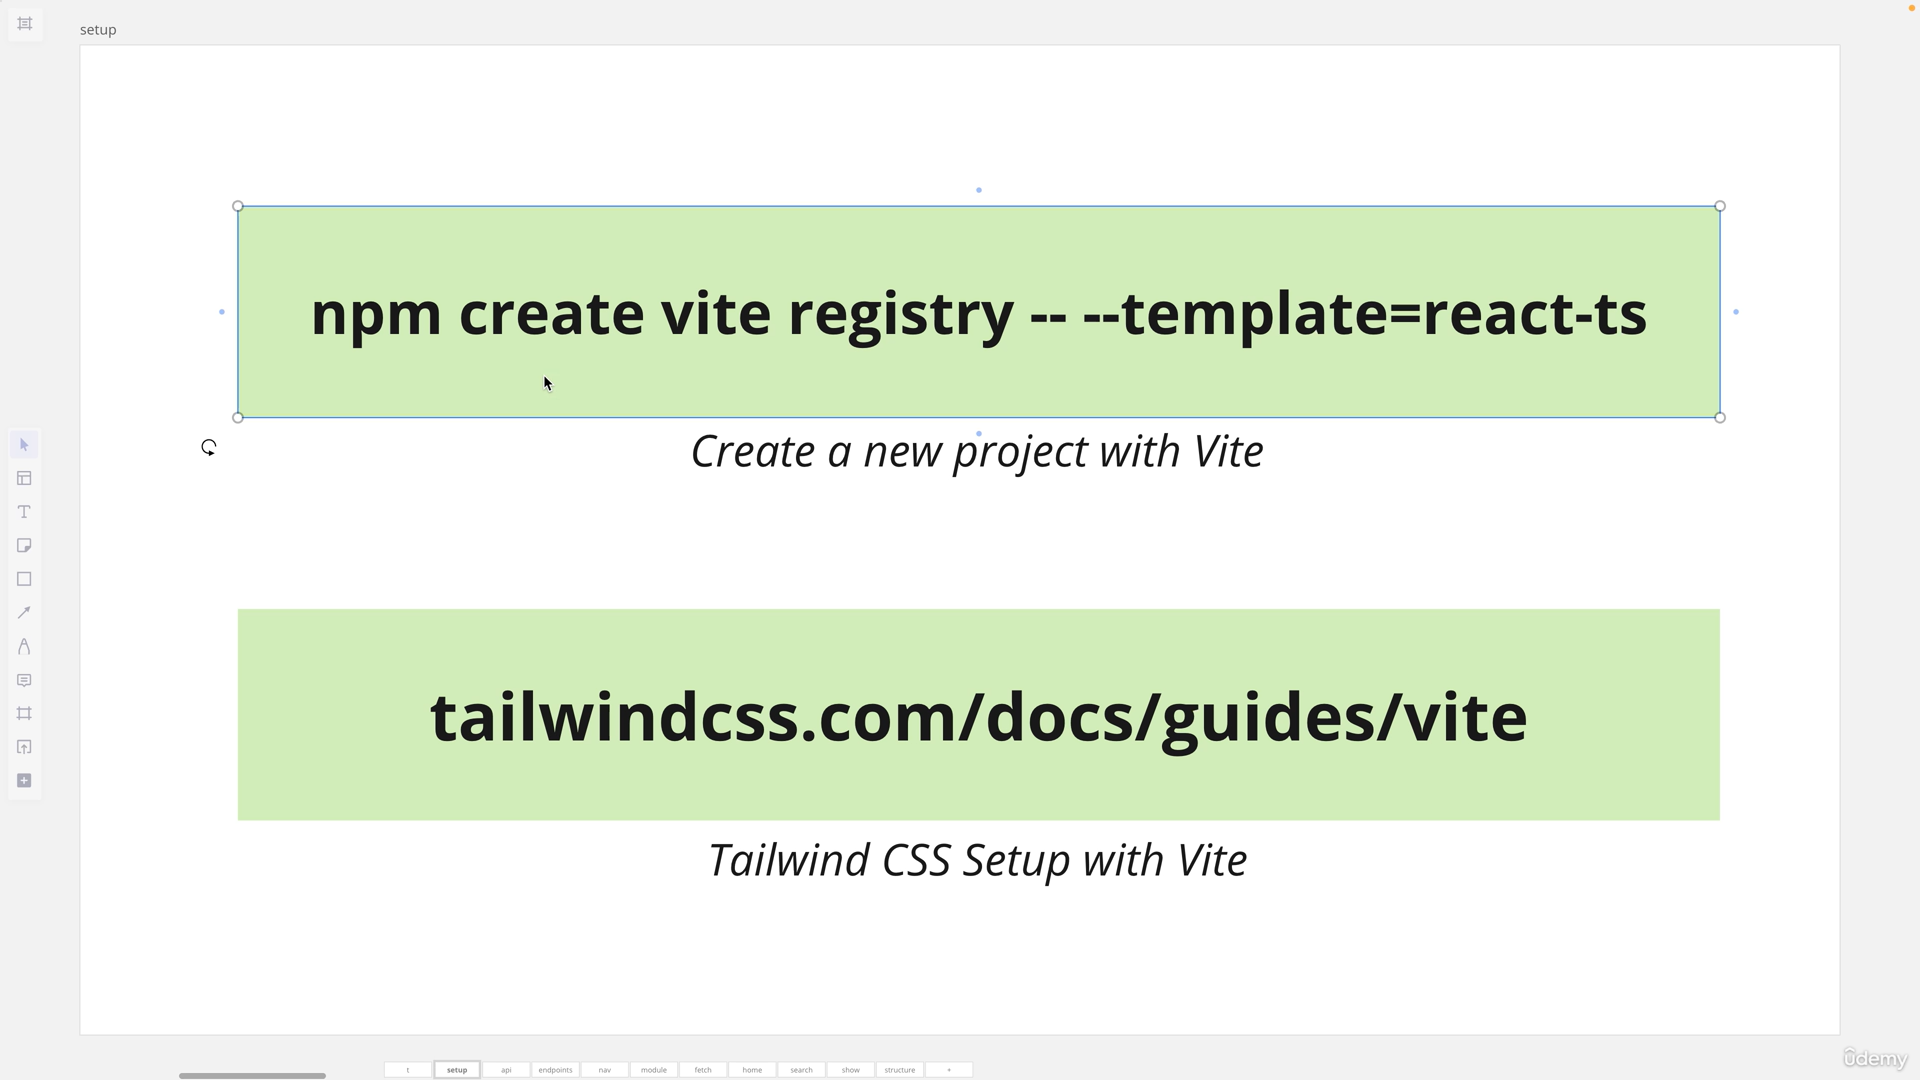 setup
npm create vite registry -- --template=react-ts
Create a new project with Vite
tailwindcss.com/docs/guides/vite
Tailwind CSS Setup with Vite
t setup api endpoints nav module fetch home search show structure +
ûdemy